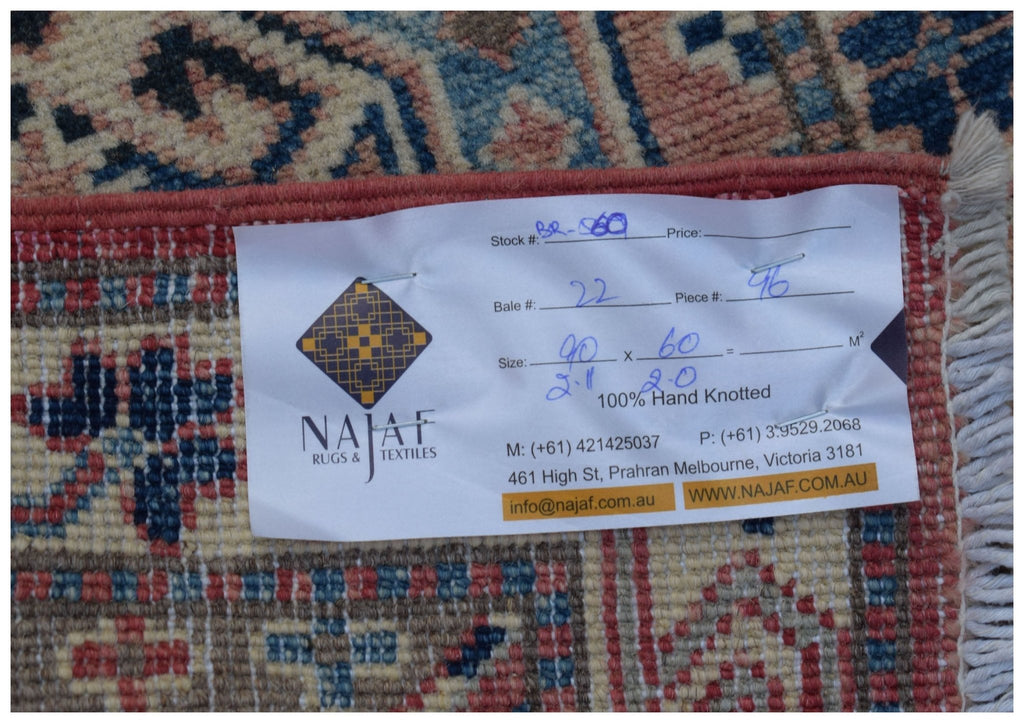 NAJAF
RUGS & TEXTILES
Stock #: BR-060 Price:
Bale #: 22 Piece #: 46
Size: 90 X 60 = M²
2.11 2.0
100% Hand Knotted
M: (+61) 421425037 P: (+61) 3.9529.2068
461 High St, Prahran Melbourne, Victoria 3181
info@najaf.com.au WWW.NAJAF.COM.AU